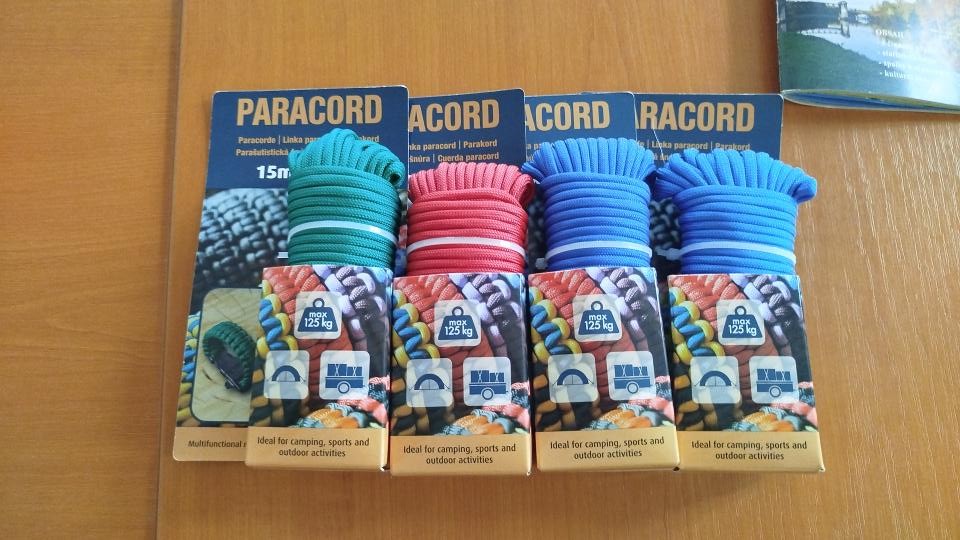 PARACORD
Paracorde | Linka
Parašutistická
15m
Multifunctional
max
125 kg
Ideal for camping, sports and
outdoor activities
ACORD
paracord | Parakord
Cuerda paracord
max
125 kg
Ideal for camping, sports and
outdoor activities
ACORD
max
125 kg
Ideal for camping, sports and
outdoor activities
RACORD
Linka paracord | Parakord
max
125 kg
Ideal for camping, sports and
outdoor activities
OBSAH